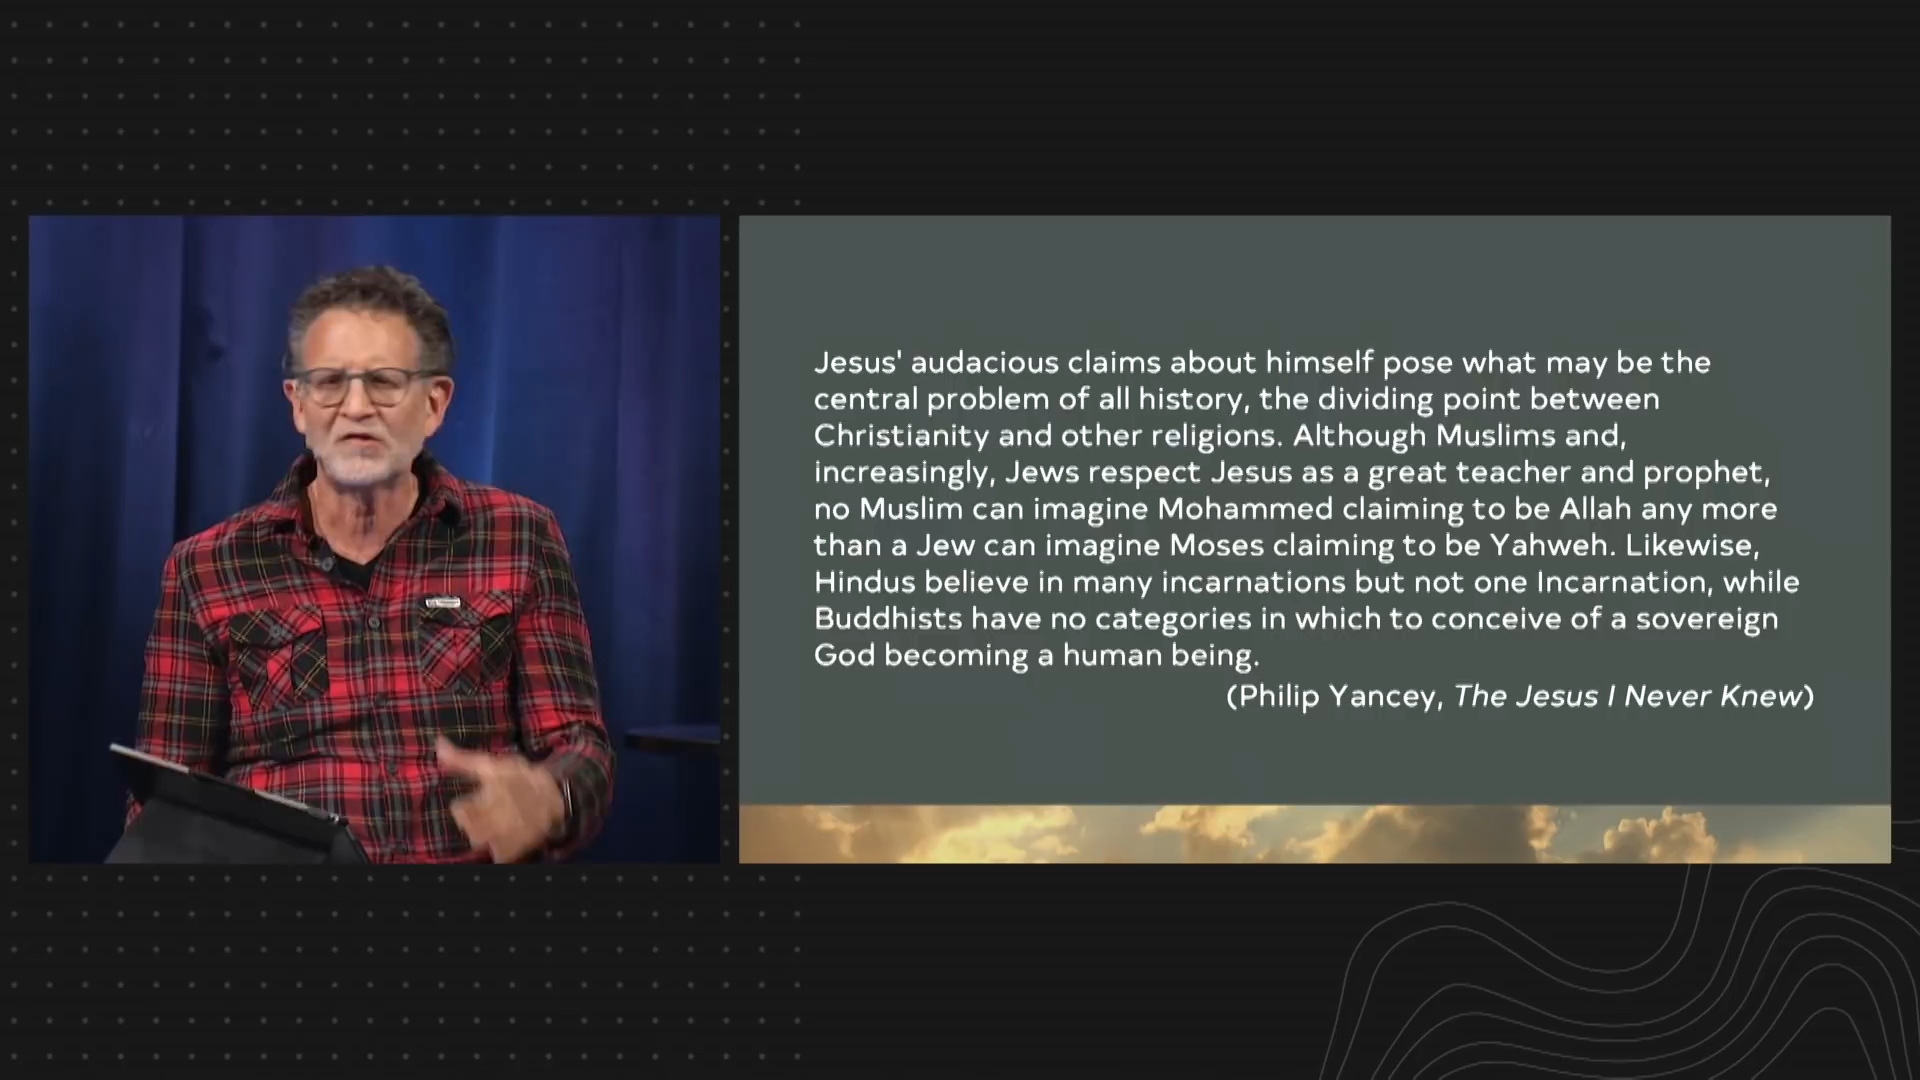 Jesus' audacious claims about himself pose what may be the
central problem of all history, the dividing point between
Christianity and other religions. Although Muslims and,
increasingly, Jews respect Jesus as a great teacher and prophet,
no Muslim can imagine Mohammed claiming to be Allah any more
than a Jew can imagine Moses claiming to be Yahweh. Likewise,
Hindus believe in many incarnations but not one Incarnation, while
Buddhists have no categories in which to conceive of a sovereign
God becoming a human being.
(Philip Yancey, The Jesus I Never Knew)